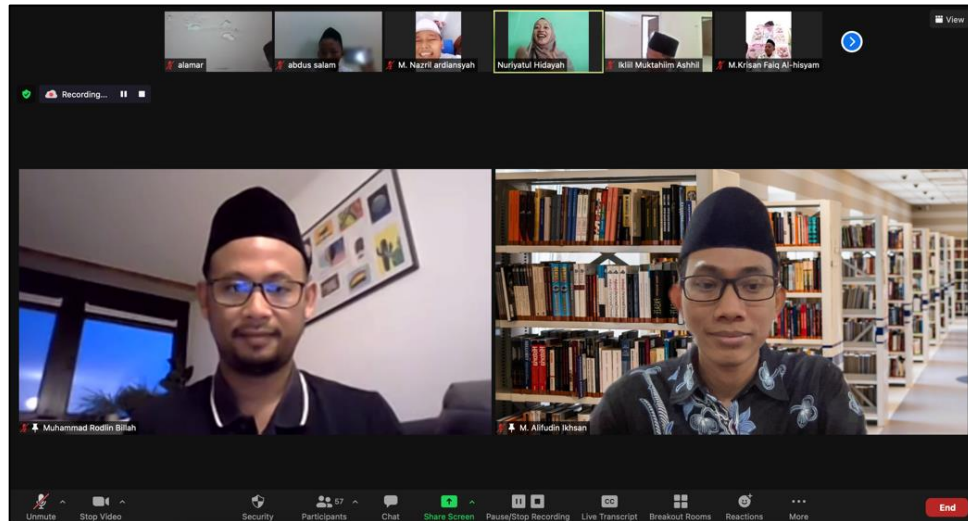 View
alamar
abdus salam
M. Nazril ardiansyah
Nuriyatul Hidayah
Iklil Muktahiim Ashhil
M.Krisan Faiq Al-hisyam
Recording...
Muhammad Rodlin Billah
M. Alifudin Ikhsan
57
Unmute
Stop Video
Security
Participants
Chat
Share Screen
Pause/Stop Recording
CC
Live Transcript
Breakout Rooms
Reactions
More
End